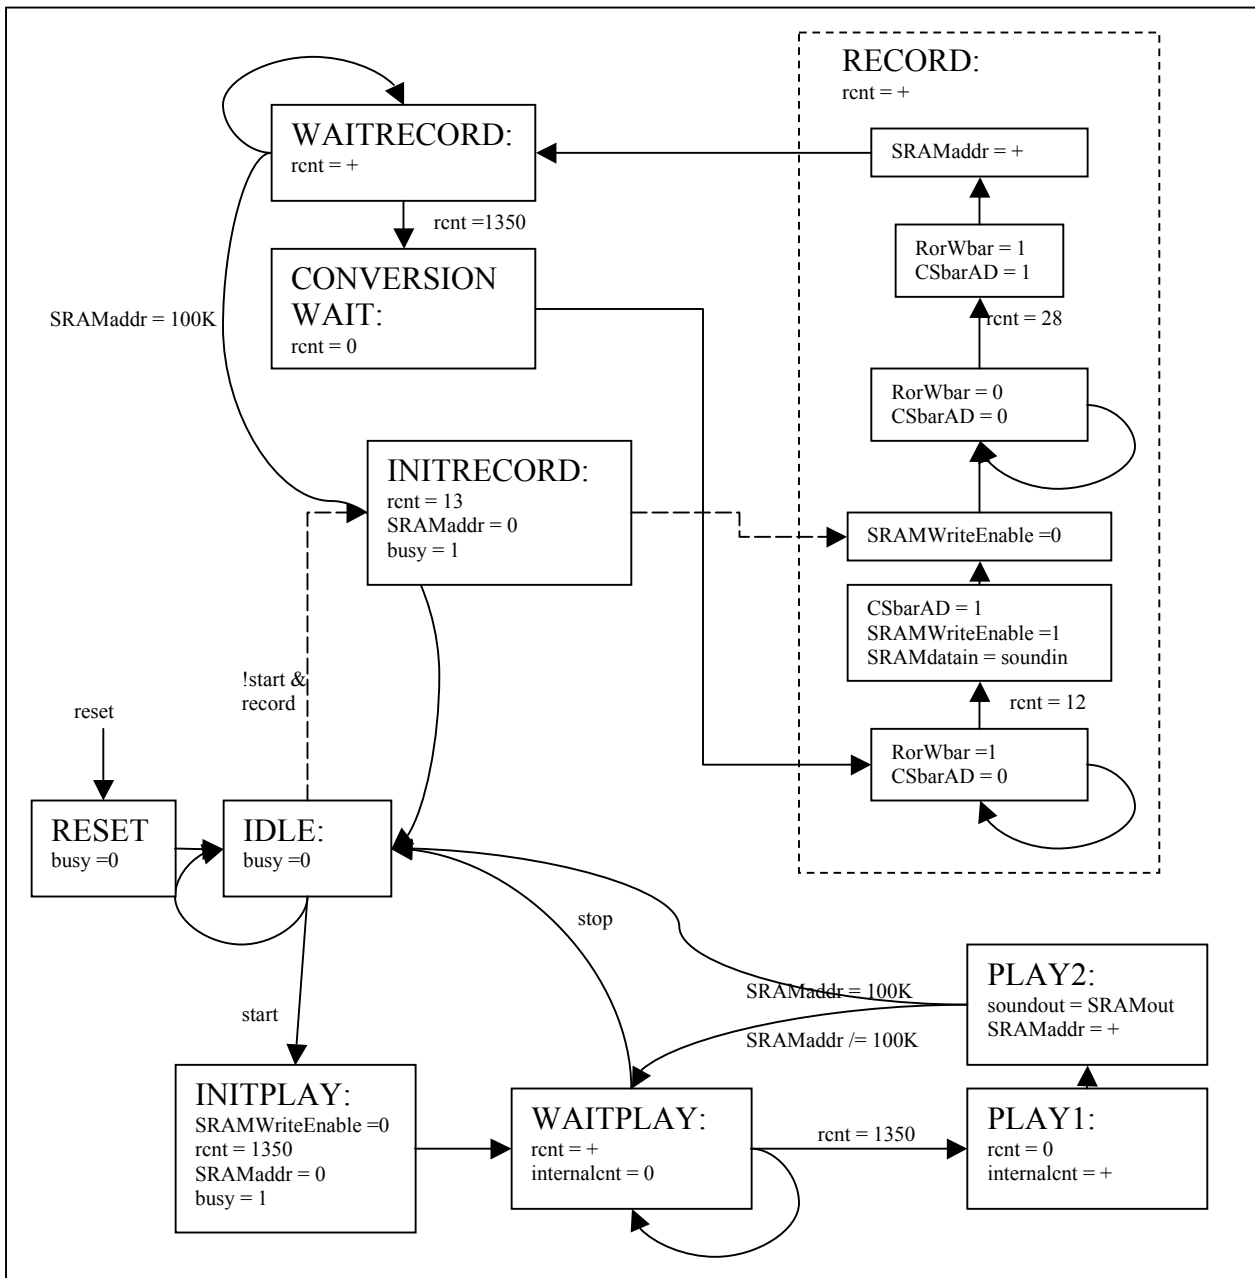 RECORD:
rcnt = +
WAITRECORD:
rcnt = +
SRAMaddr = +
rcnt =1350
RorWbar = 1
CSbarAD = 1
CONVERSION
WAIT:
rcnt = 0
SRAMaddr = 100K
rcnt = 28
RorWbar = 0
CSbarAD = 0
INITRECORD:
rcnt = 13
SRAMaddr = 0
busy = 1
SRAMWriteEnable =0
CSbarAD = 1
SRAMWriteEnable =1
SRAMdatain = soundin
!start &
record
rcnt = 12
reset
RorWbar =1
CSbarAD = 0
RESET
busy =0
IDLE:
busy =0
stop
start
SRAMaddr = 100K
SRAMaddr /= 100K
PLAY2:
soundout = SRAMout
SRAMaddr = +
INITPLAY:
SRAMWriteEnable =0
rcnt = 1350
SRAMaddr = 0
busy = 1
WAITPLAY:
rcnt = +
internalcnt = 0
rcnt = 1350
PLAY1:
rcnt = 0
internalcnt = +